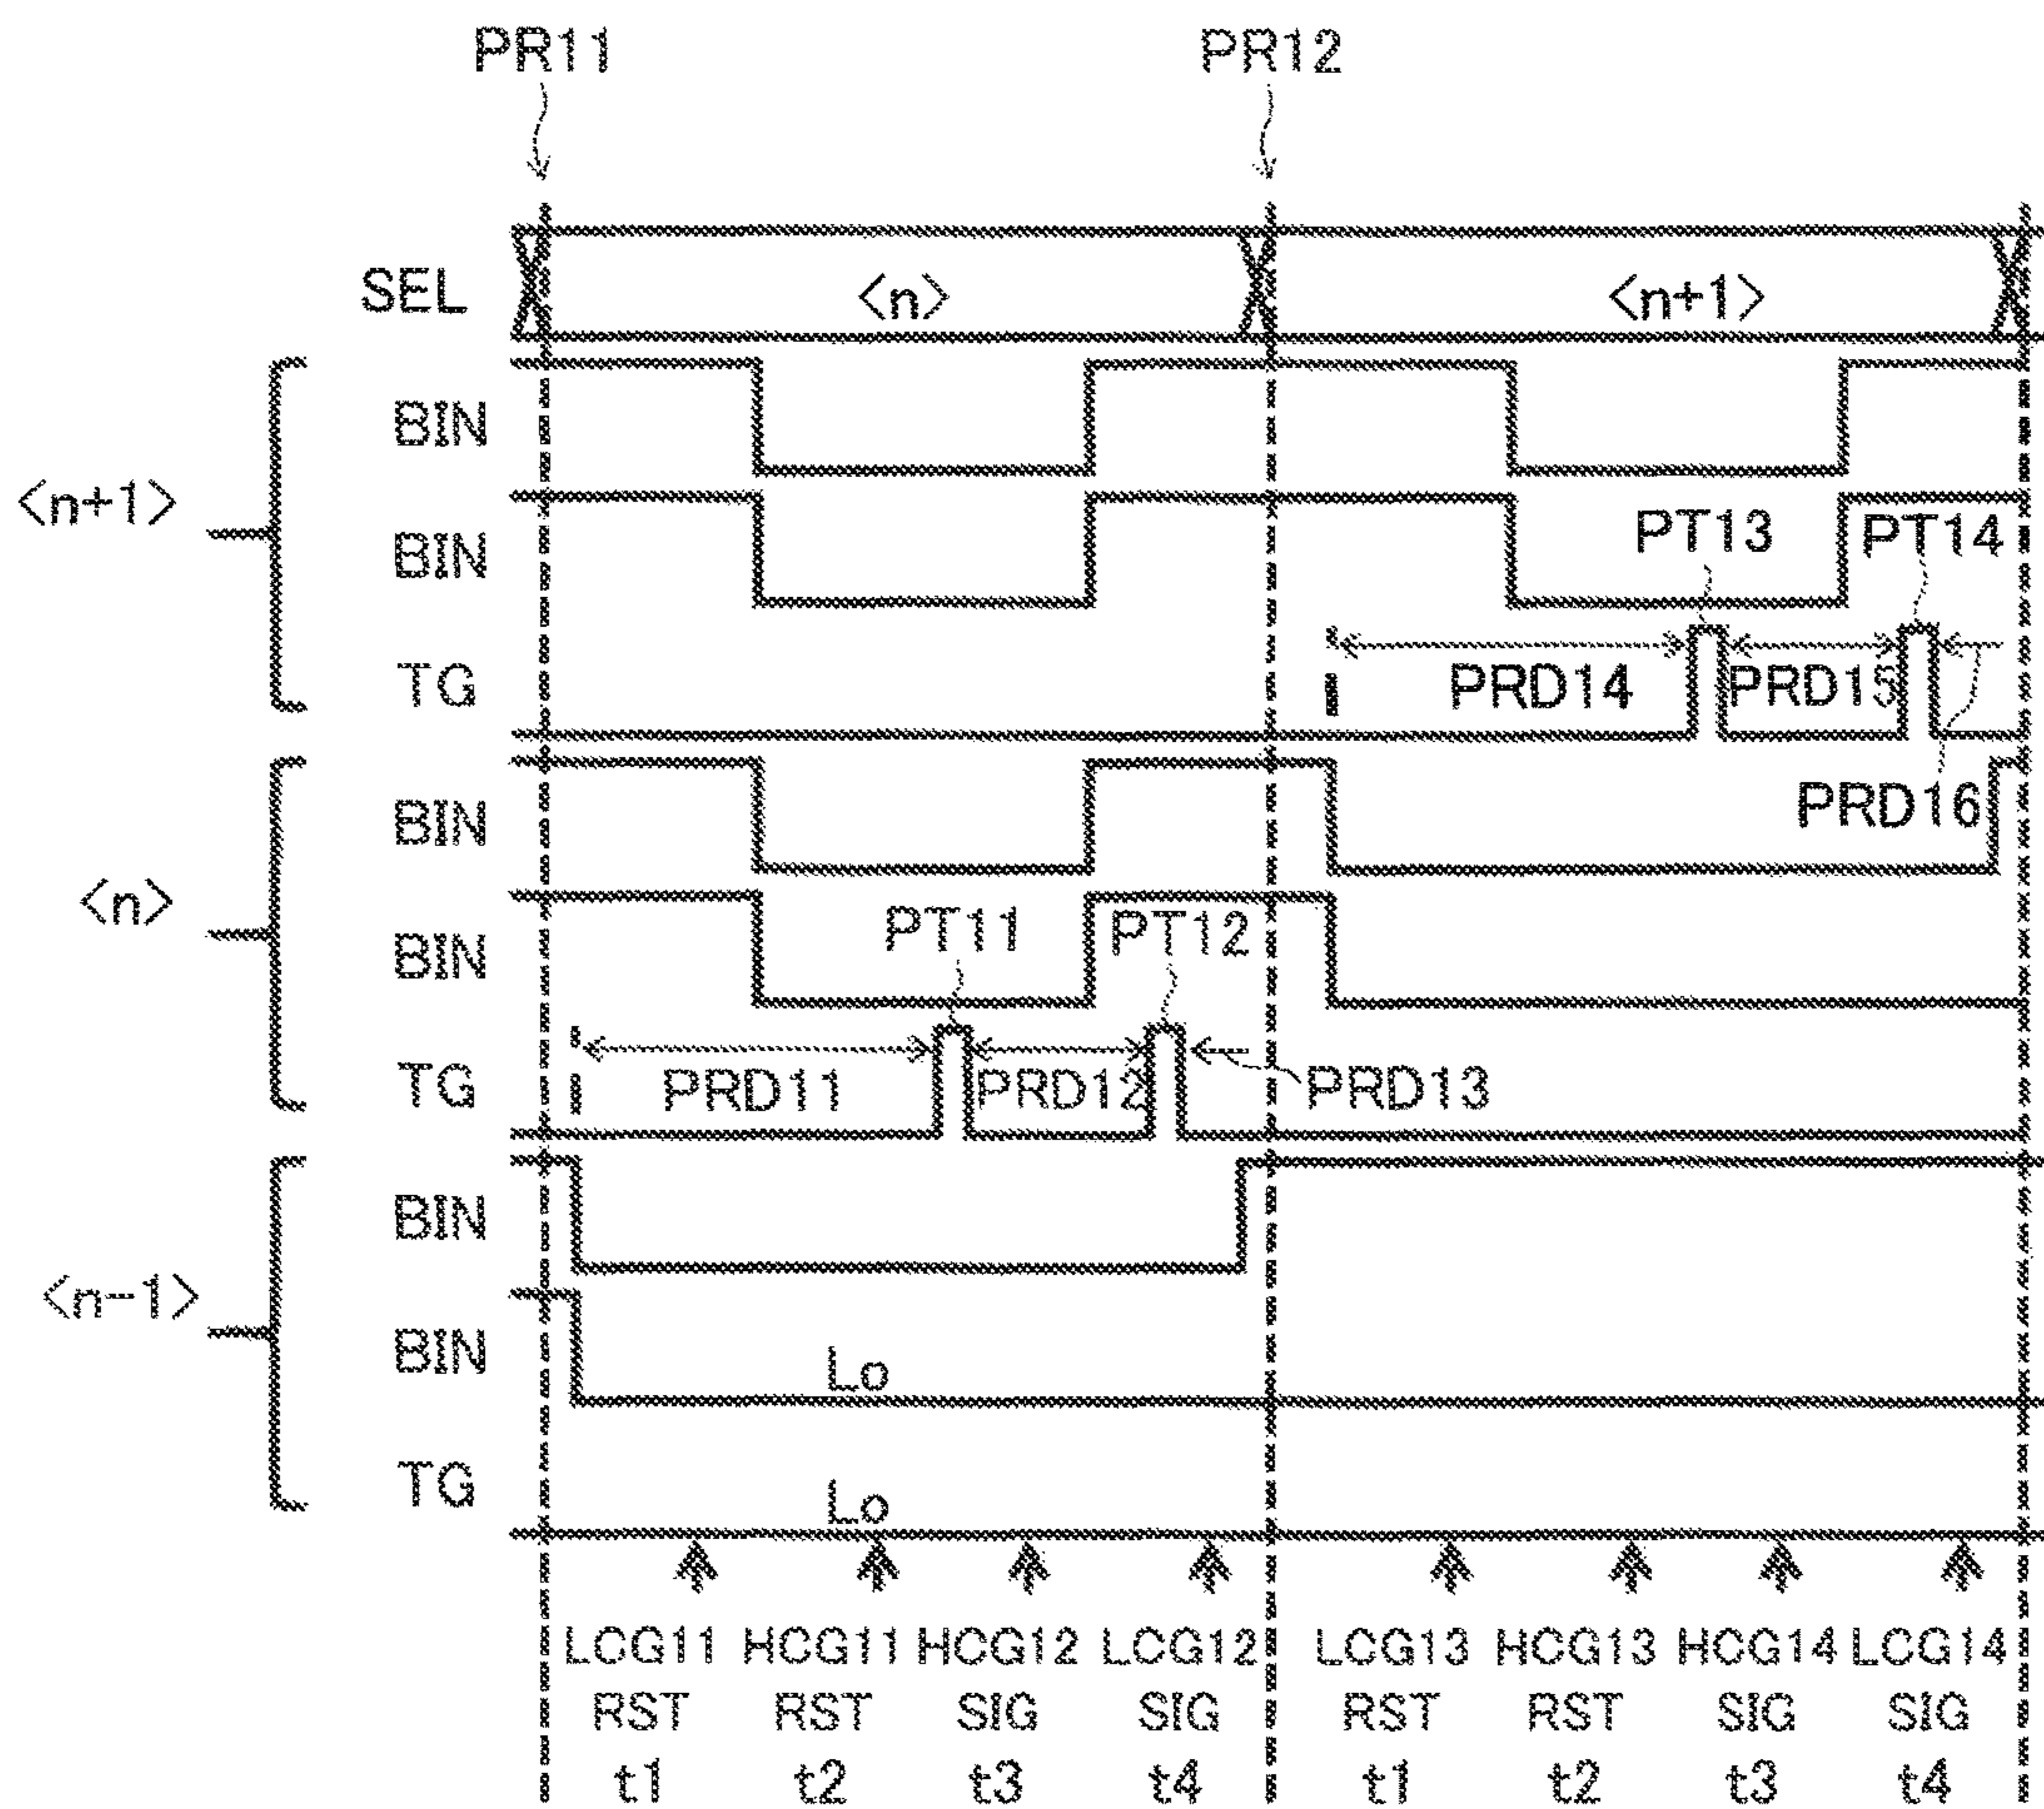 PR11 PR12
SEL <n> <n+1>
BIN
<n+1>
BIN PT13 PT14
TG PRD14 PRD15
PRD16
BIN
<n>
BIN PT11 PT12
TG PRD11 PRD12 PRD13
BIN
<n-1>
BIN Lo
TG Lo
LCG11 HCG11 HCG12 LCG12 LCG13 HCG13 HCG14 LCG14
RST RST SIG SIG RST RST SIG SIG
t1 t2 t3 t4 t1 t2 t3 t4